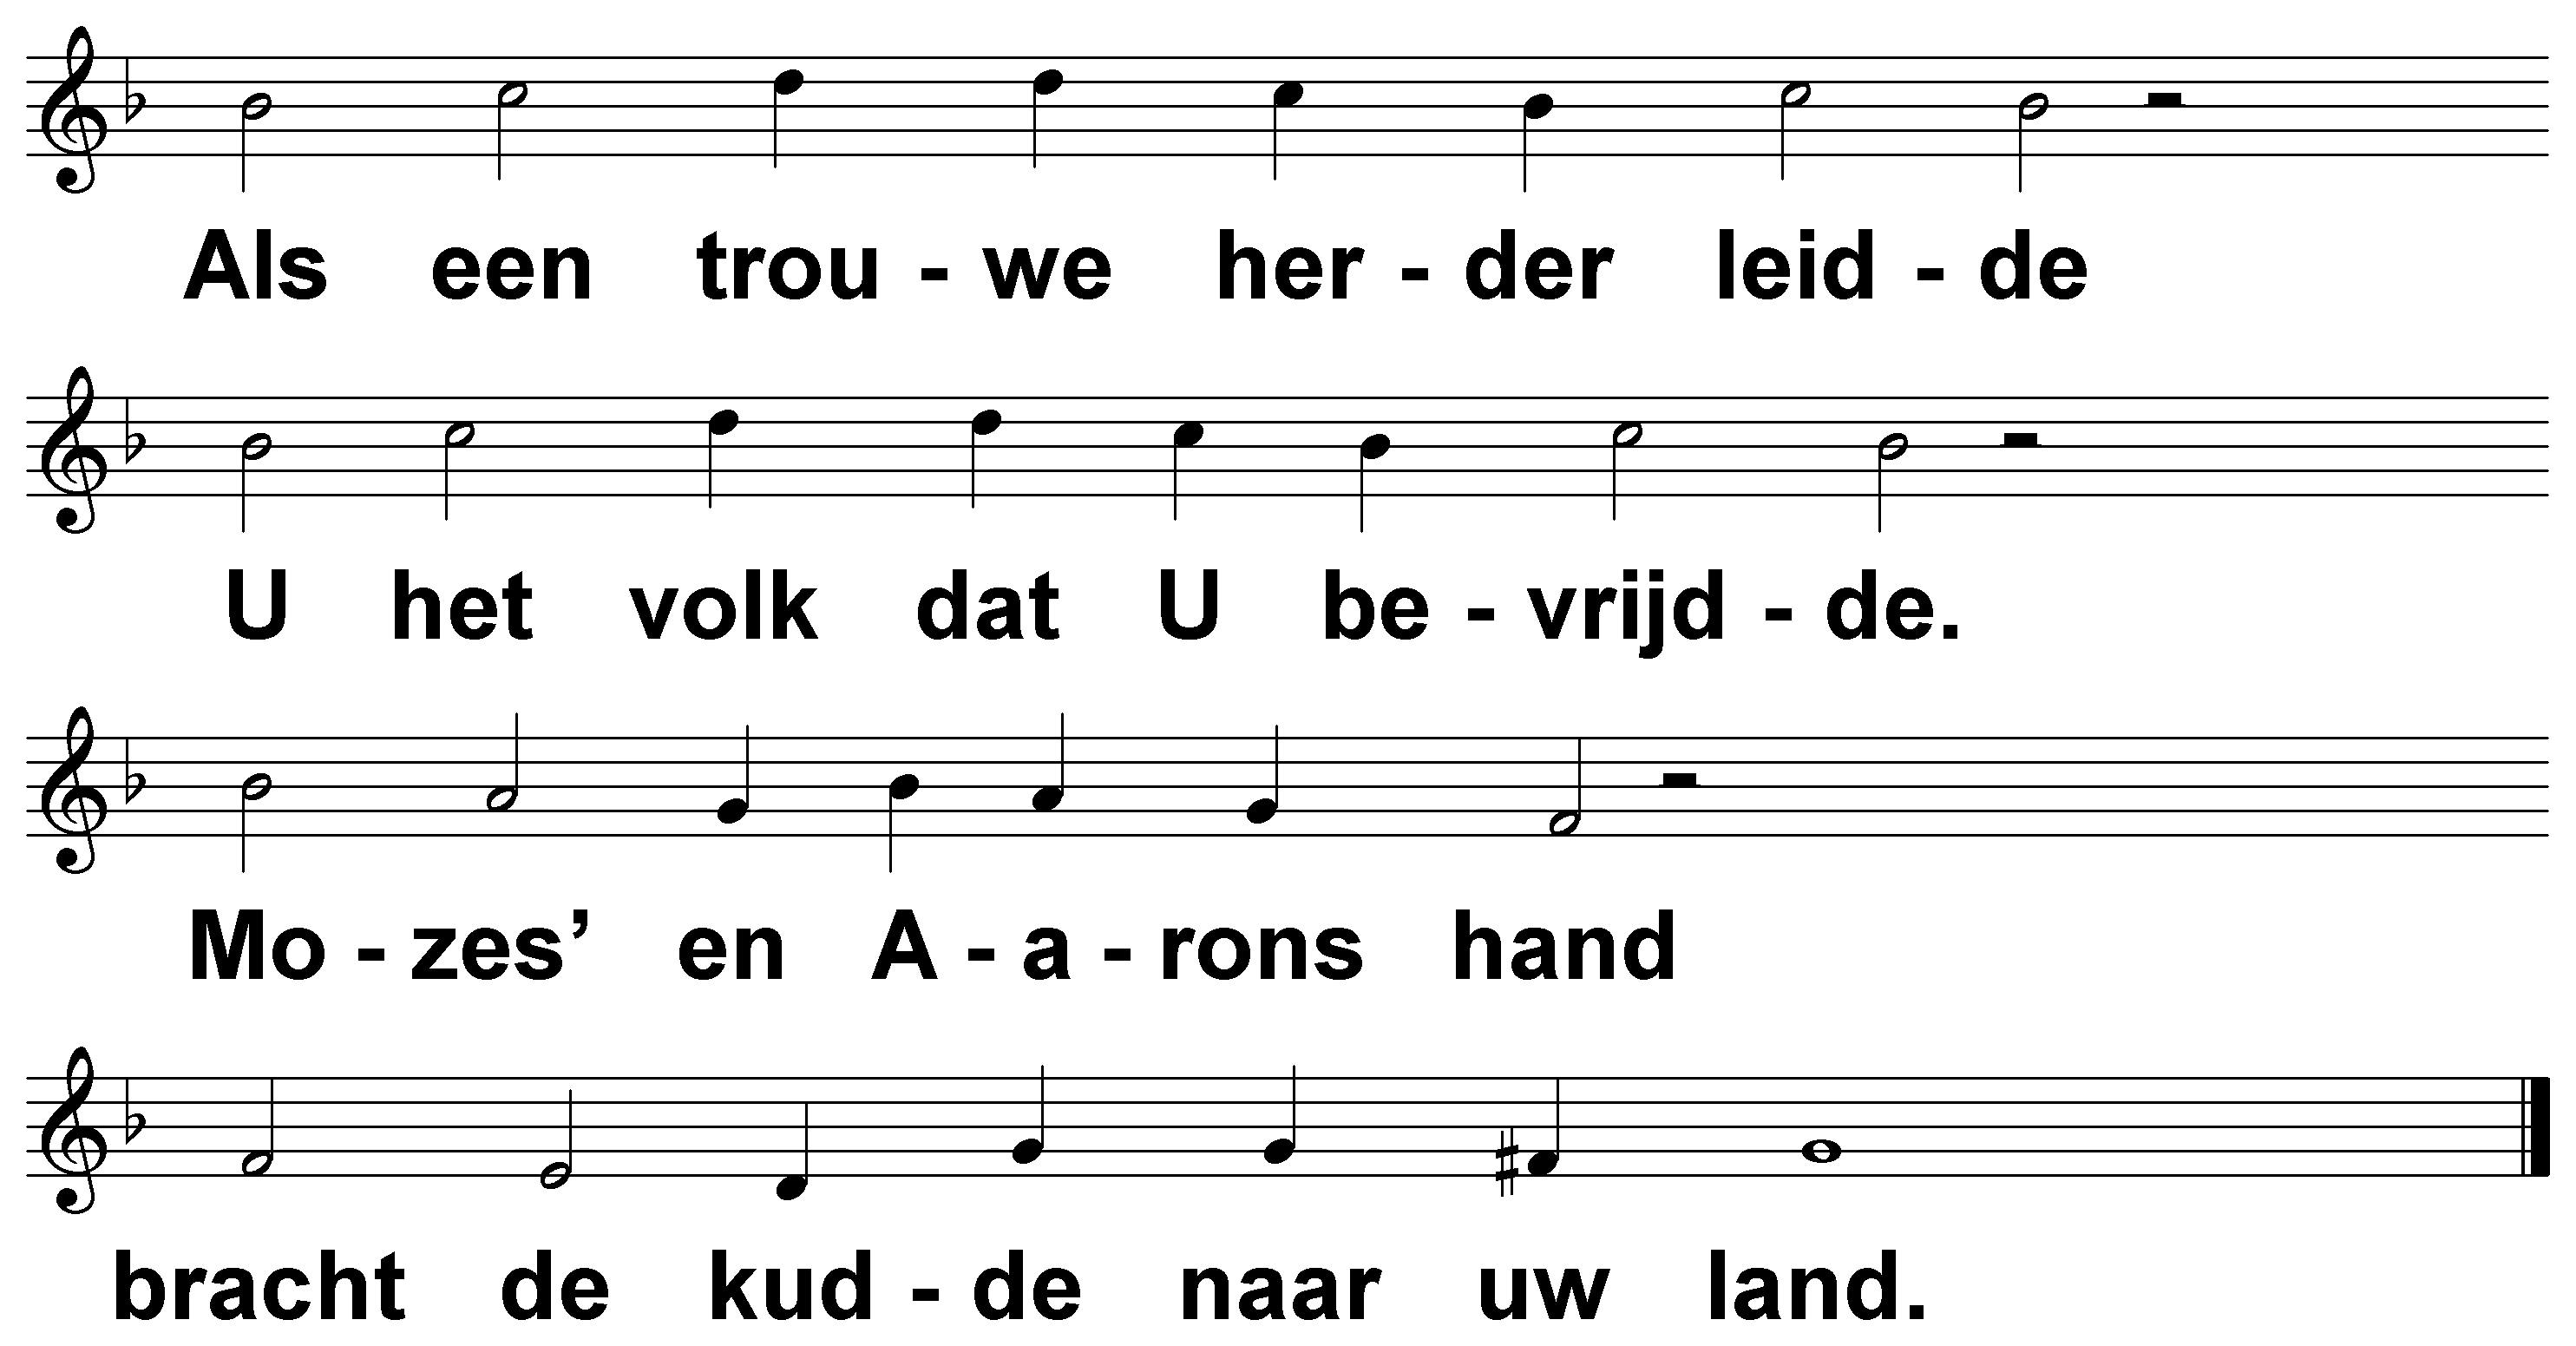 Als een trou - we her - der leid - de
U het volk dat U be - vrijd - de.
Mo - zes’ en A - a - rons hand
bracht de kud - de naar uw land.